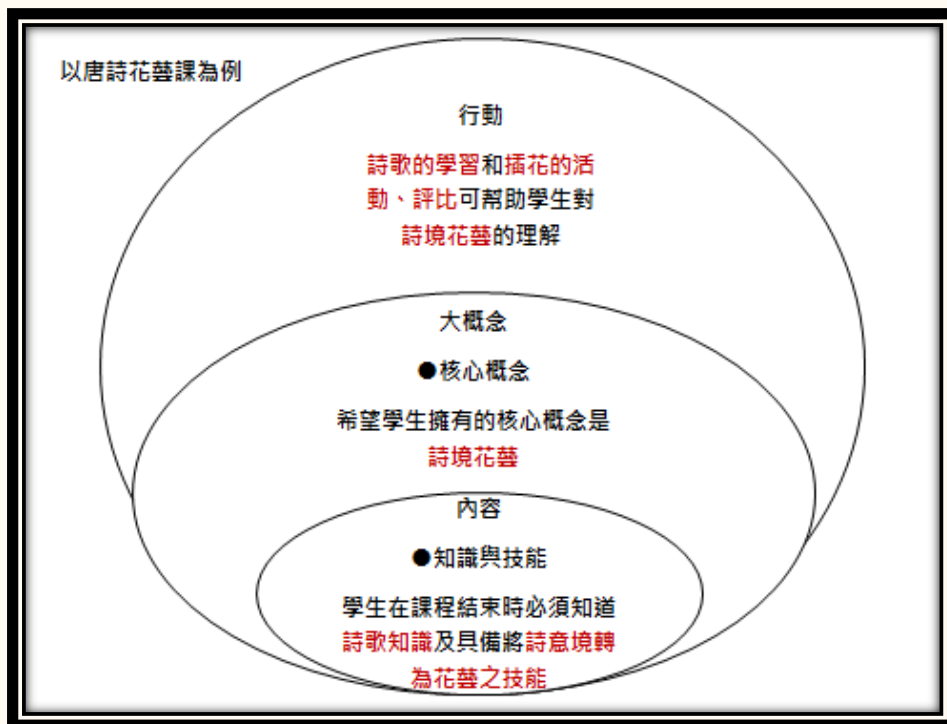 以唐詩花藝課為例
行動
詩歌的學習和插花的活
動、評比可幫助學生對
詩境花藝的理解
大概念
●核心概念
希望學生擁有的核心概念是
詩境花藝
內容
●知識與技能
學生在課程結束時必須知道
詩歌知識及具備將詩意境轉
為花藝之技能